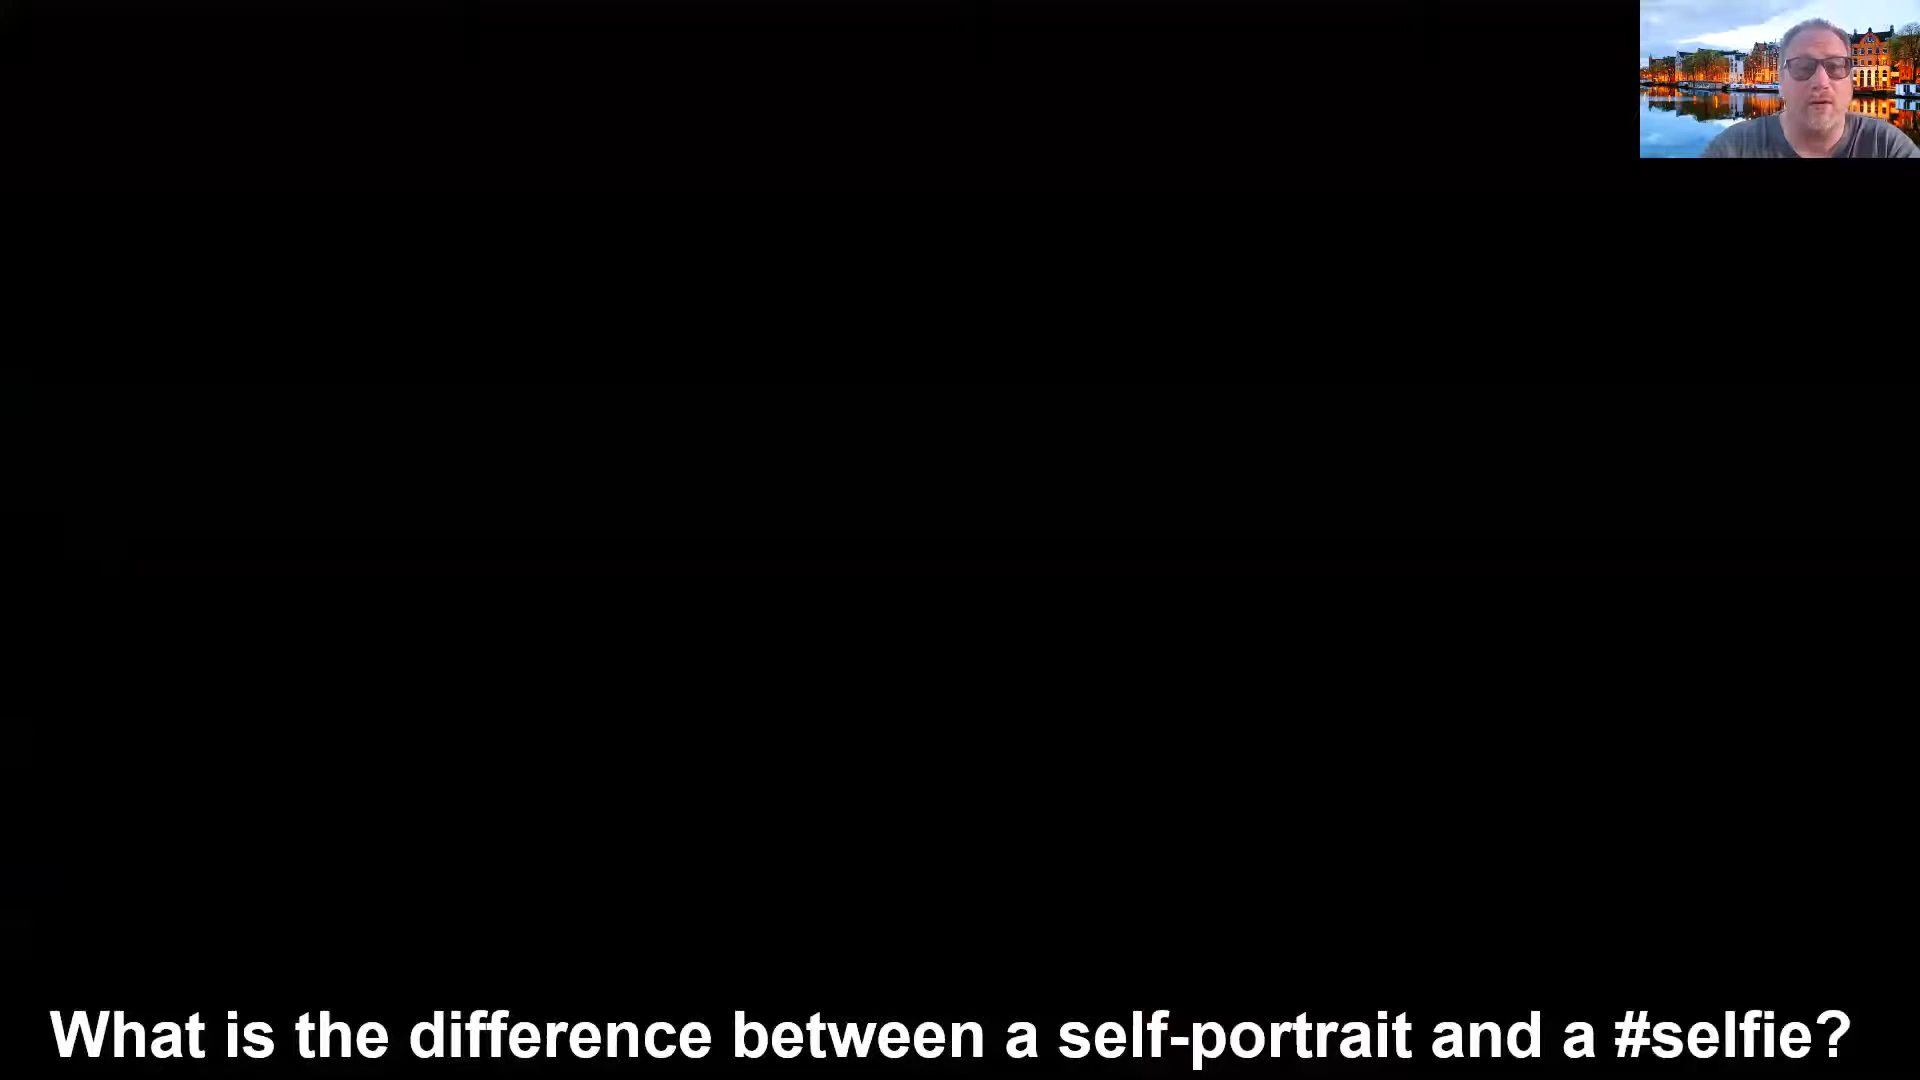 What is the difference between a self-portrait and a #selfie?